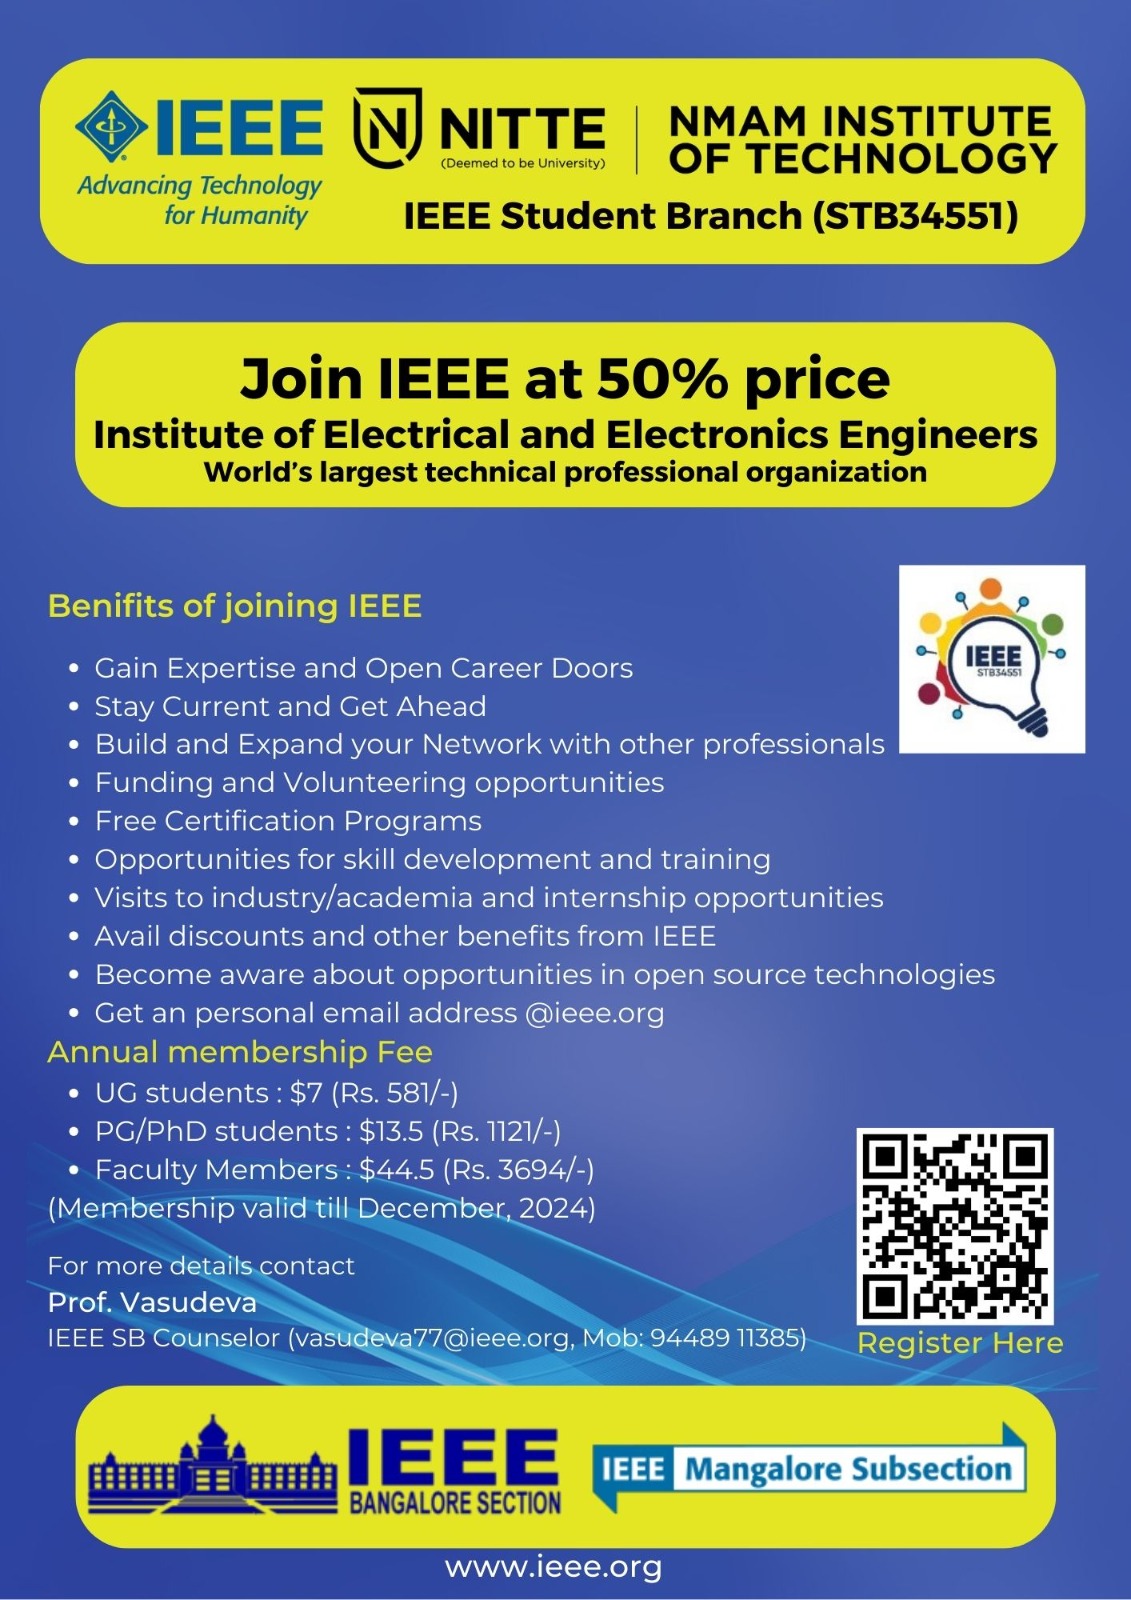 IEEE
Advancing Technology
for Humanity
N NITTE
(Deemed to be University)
NMAM INSTITUTE
OF TECHNOLOGY
IEEE Student Branch (STB34551)
Join IEEE at 50% price
Institute of Electrical and Electronics Engineers
World's largest technical professional organization
Benifits of joining IEEE
IEEE
STB34551
• Gain Expertise and Open Career Doors
• Stay Current and Get Ahead
• Build and Expand your Network with other professionals
• Funding and Volunteering opportunities
• Free Certification Programs
• Opportunities for skill development and training
• Visits to industry/academia and internship opportunities
• Avail discounts and other benefits from IEEE
• Become aware about opportunities in open source technologies
• Get an personal email address @ieee.org
Annual membership Fee
• UG students : $7 (Rs. 581/-)
• PG/PhD students : $13.5 (Rs. 1121/-)
• Faculty Members : $44.5 (Rs. 3694/-)
(Membership valid till December, 2024)
For more details contact
Prof. Vasudeva
IEEE SB Counselor (vasudeva77@ieee.org, Mob: 94489 11385)
Register Here
IEEE
BANGALORE SECTION
IEEE Mangalore Subsection
www.ieee.org